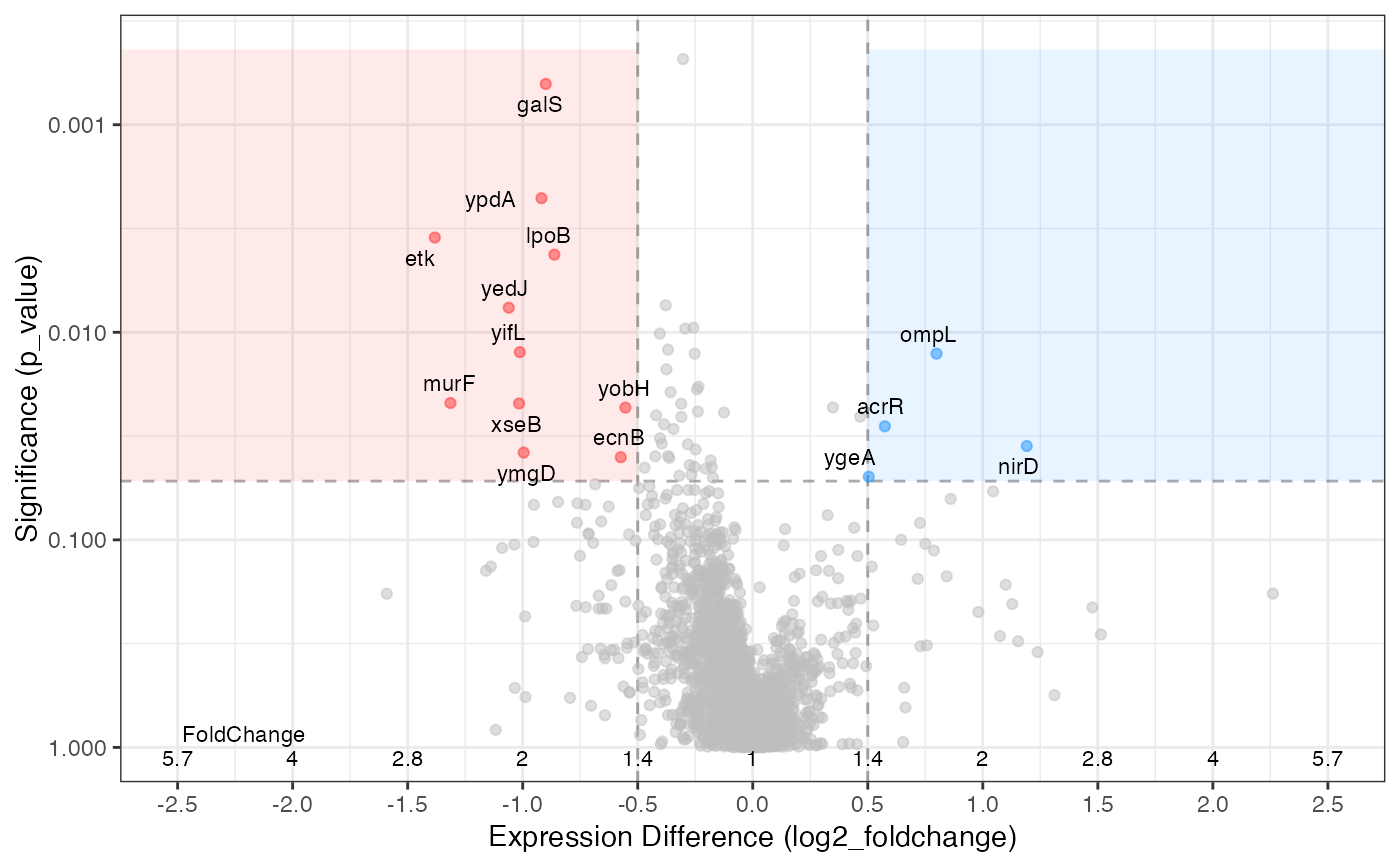 galS
0.001
ypdA
lpoB
etk
yedJ
0.010
yifL
ompL
murF
yobH
acrR
xseB
ecnB
ygeA
nirD
ymgD
0.100
FoldChange
1.000
5.7 4 2.8 2 1.4 1 1.4 2 2.8 4 5.7
-2.5 -2.0 -1.5 -1.0 -0.5 0.0 0.5 1.0 1.5 2.0 2.5
Expression Difference (log2_foldchange)
Significance (p_value)